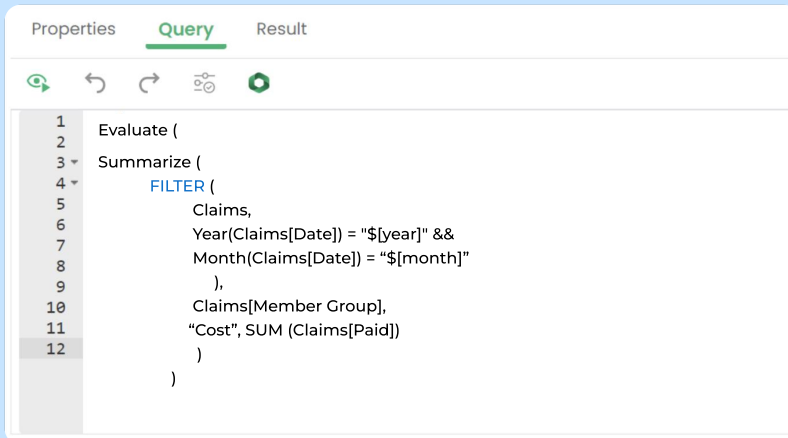 Properties Query Result
1
2
3
4
5
6
7
8
9
10
11
12
Evaluate (
Summarize (
FILTER (
Claims,
Year(Claims[Date]) = "$[year]" &&
Month(Claims[Date]) = “$[month]”
),
Claims[Member Group],
“Cost”, SUM (Claims[Paid])
)
)